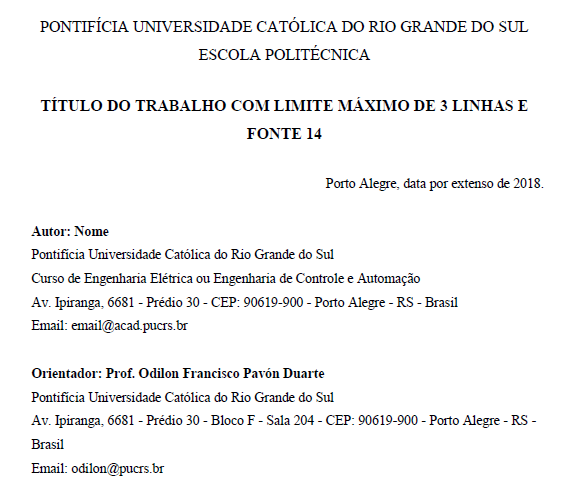 PONTIFÍCIA UNIVERSIDADE CATÓLICA DO RIO GRANDE DO SUL
ESCOLA POLITÉCNICA
TÍTULO DO TRABALHO COM LIMITE MÁXIMO DE 3 LINHAS E
FONTE 14
Porto Alegre, data por extenso de 2018.
Autor: Nome
Pontifícia Universidade Católica do Rio Grande do Sul
Curso de Engenharia Elétrica ou Engenharia de Controle e Automação
Av. Ipiranga, 6681 - Prédio 30 - CEP: 90619-900 - Porto Alegre - RS - Brasil
Email: email@acad.pucrs.br
Orientador: Prof. Odilon Francisco Pavón Duarte
Pontifícia Universidade Católica do Rio Grande do Sul
Av. Ipiranga, 6681 - Prédio 30 - Bloco F - Sala 204 - CEP: 90619-900 - Porto Alegre - RS -
Brasil
Email: odilon@pucrs.br